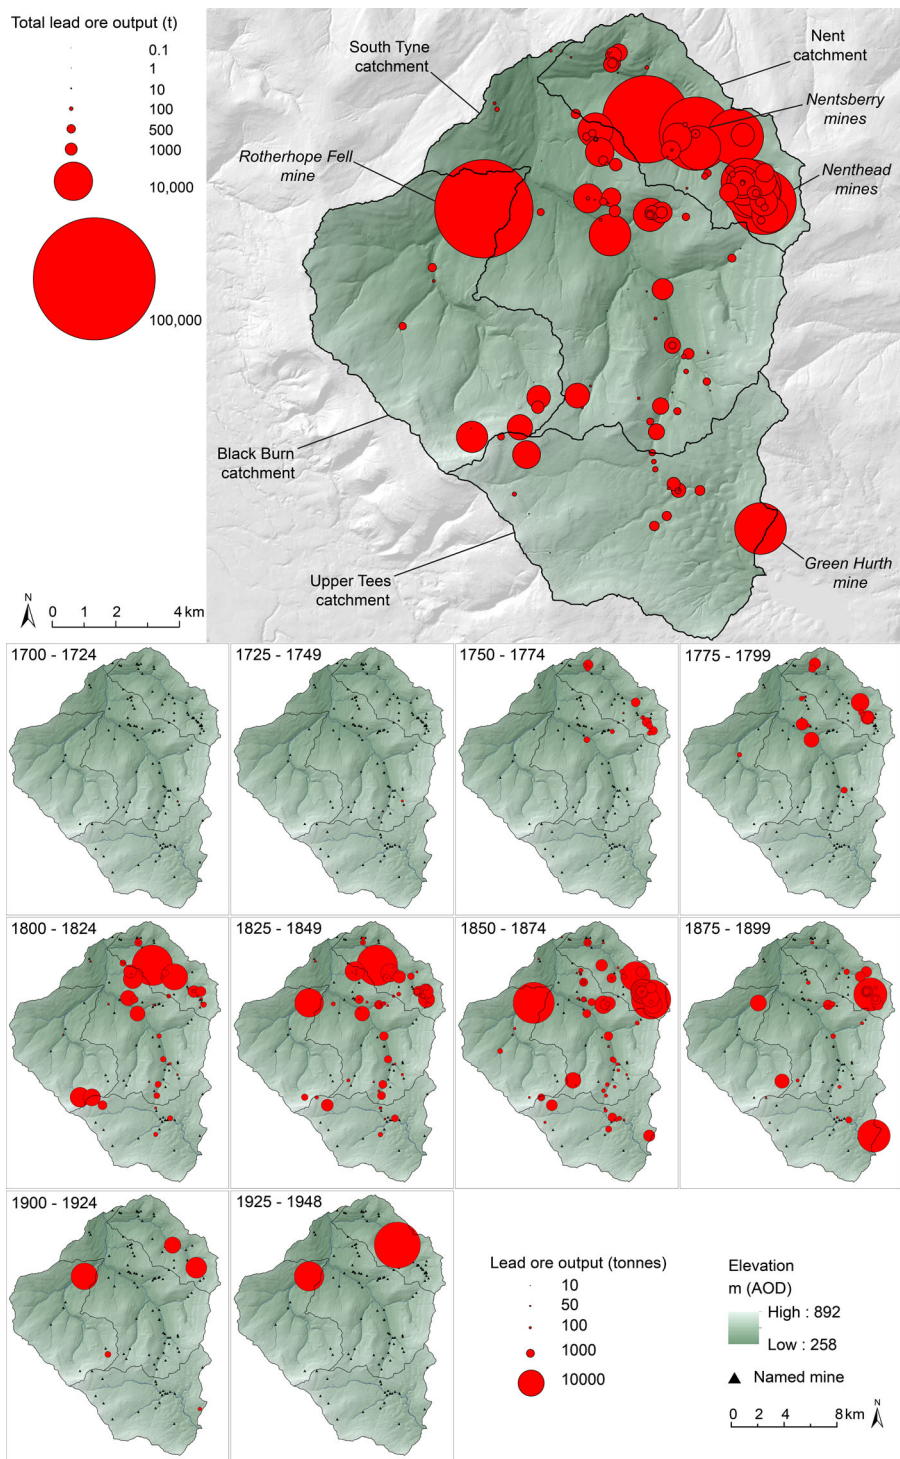 Total lead ore output (t)
0.1
1
10
100
500
1000
10,000
100,000
South Tyne
catchment
Nent
catchment
Nentsberry
mines
Rotherhope Fell
mine
Nenthead
mines
Black Burn
catchment
Upper Tees
catchment
Green Hurth
mine
N
0 1 2 4 km
1700 - 1724
1725 - 1749
1750 - 1774
1775 - 1799
1800 - 1824
1825 - 1849
1850 - 1874
1875 - 1899
1900 - 1924
1925 - 1948
Lead ore output (tonnes)
10
50
100
1000
10000
Elevation
m (AOD)
High : 892
Low : 258
Named mine
0 2 4 8 km
N